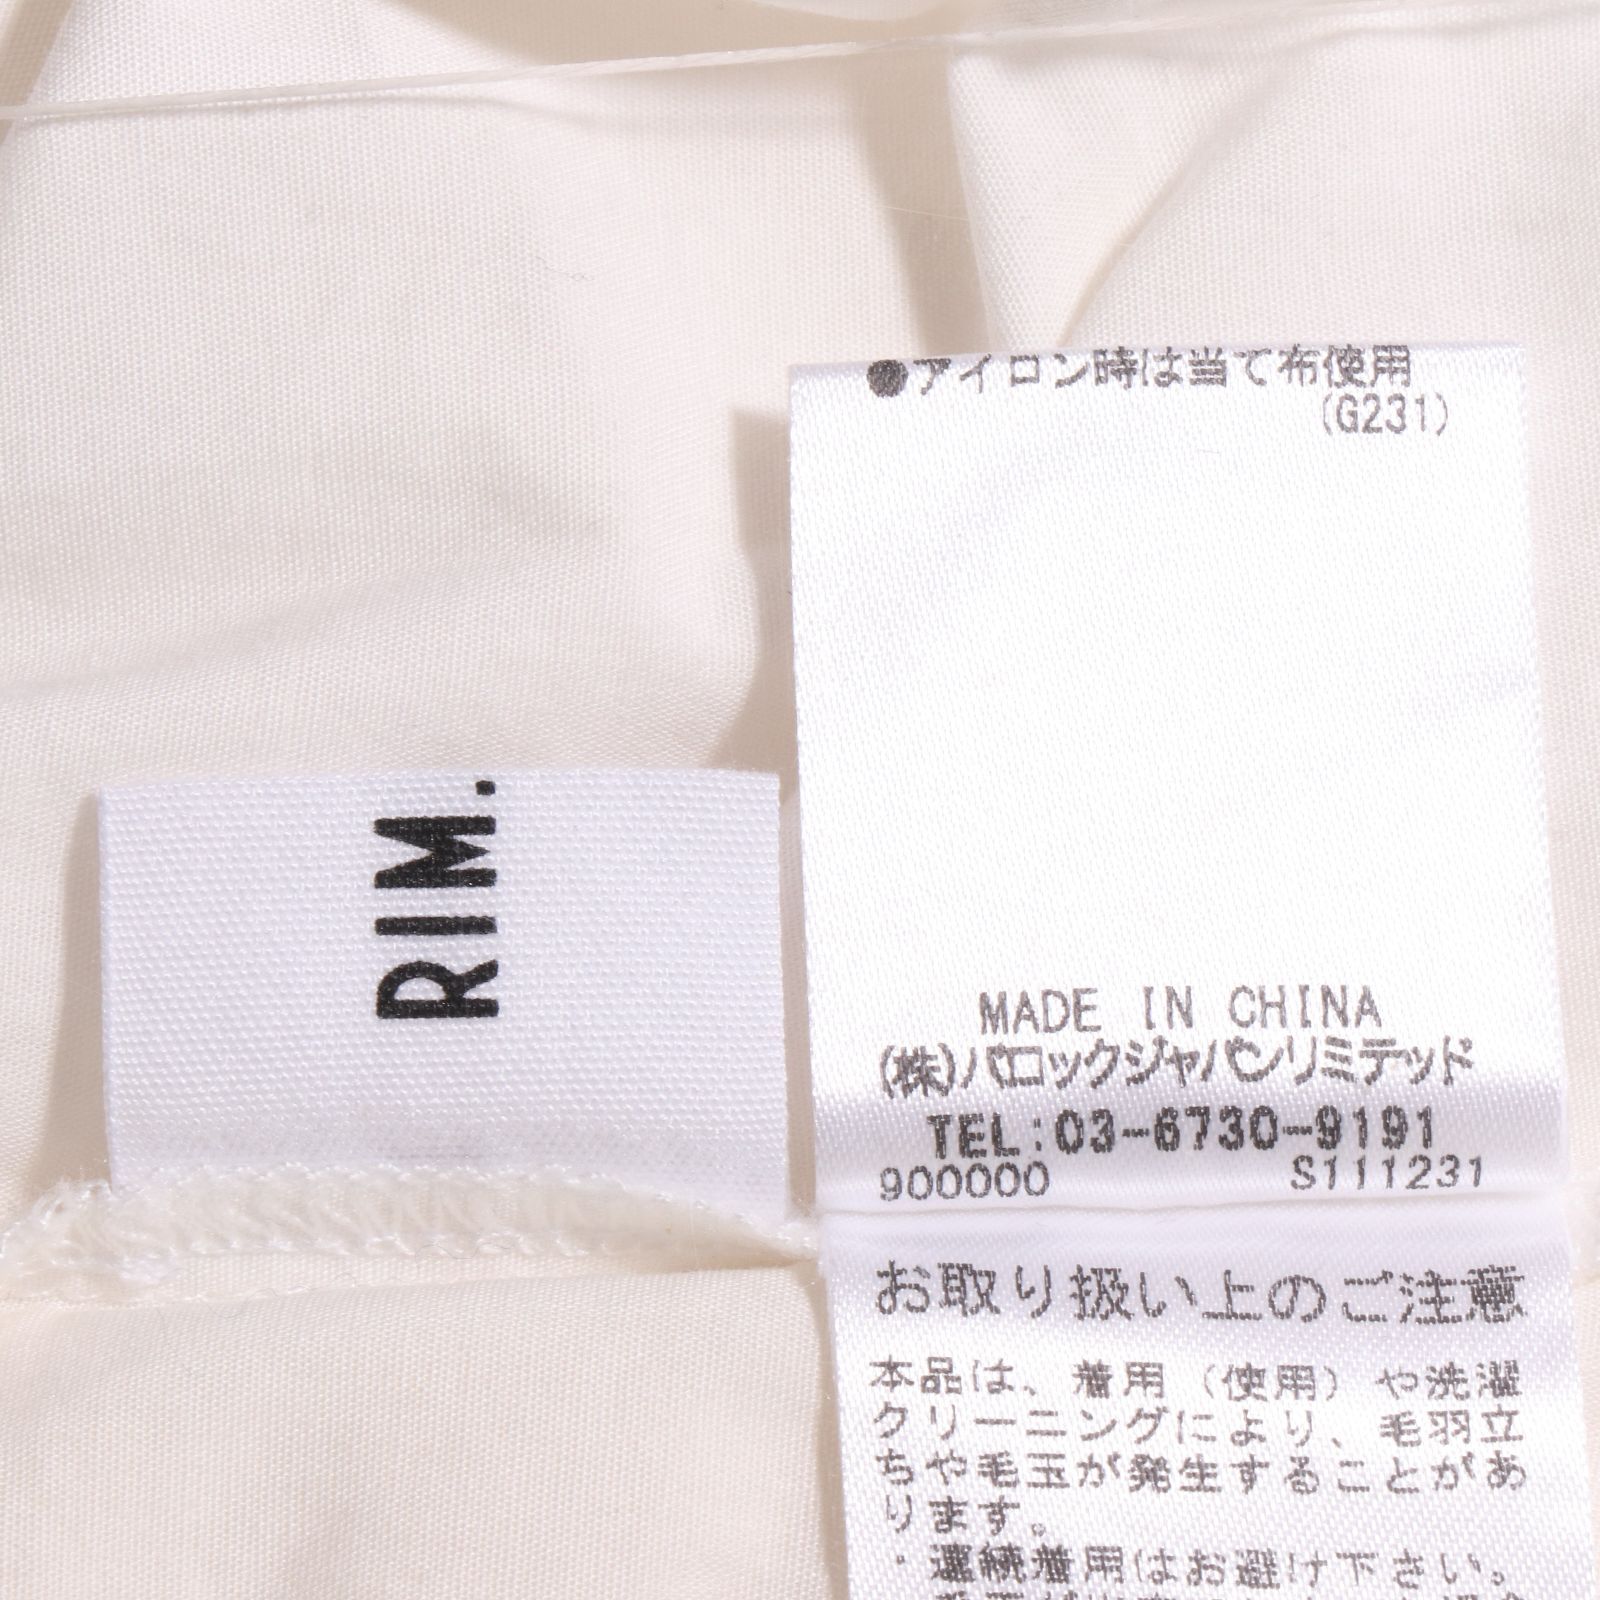 RIM.
●アイロン時は当て布使用
(G231)
MADE IN CHINA
(株)バロックジャパンリミテッド
TEL:03-6730-9191
900000 S111231
お取り扱い上のご注意
本品は、着用（使用）や洗濯
クリーニングにより、毛羽立
ちや毛玉が発生することがあ
ります。
・連続着用はお避け下さい。